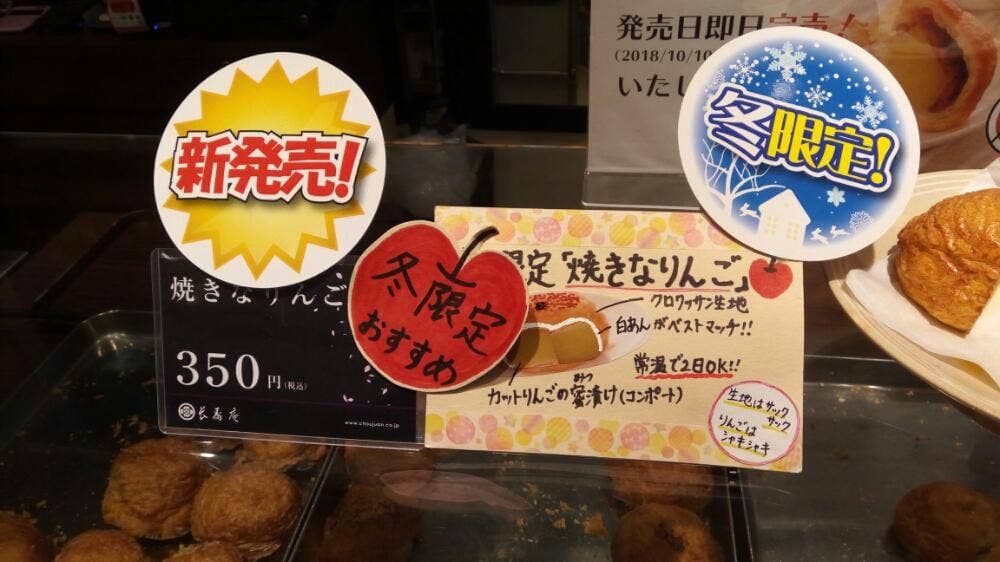 発売日即日完売！
(2018/10/10
いたし
新発売!
冬限定!
焼きなりんご
350円(税込)
長壽庵
www.choujuan.co.jp
冬限定
おすすめ
限定「焼きなりんご」
クロワッサン生地
白あんがベストマッチ!!
常温で2日OK!!
みつ
カットりんごの蜜漬け(コンポート)
生地はサック
サック
りんごは
シャキシャキ